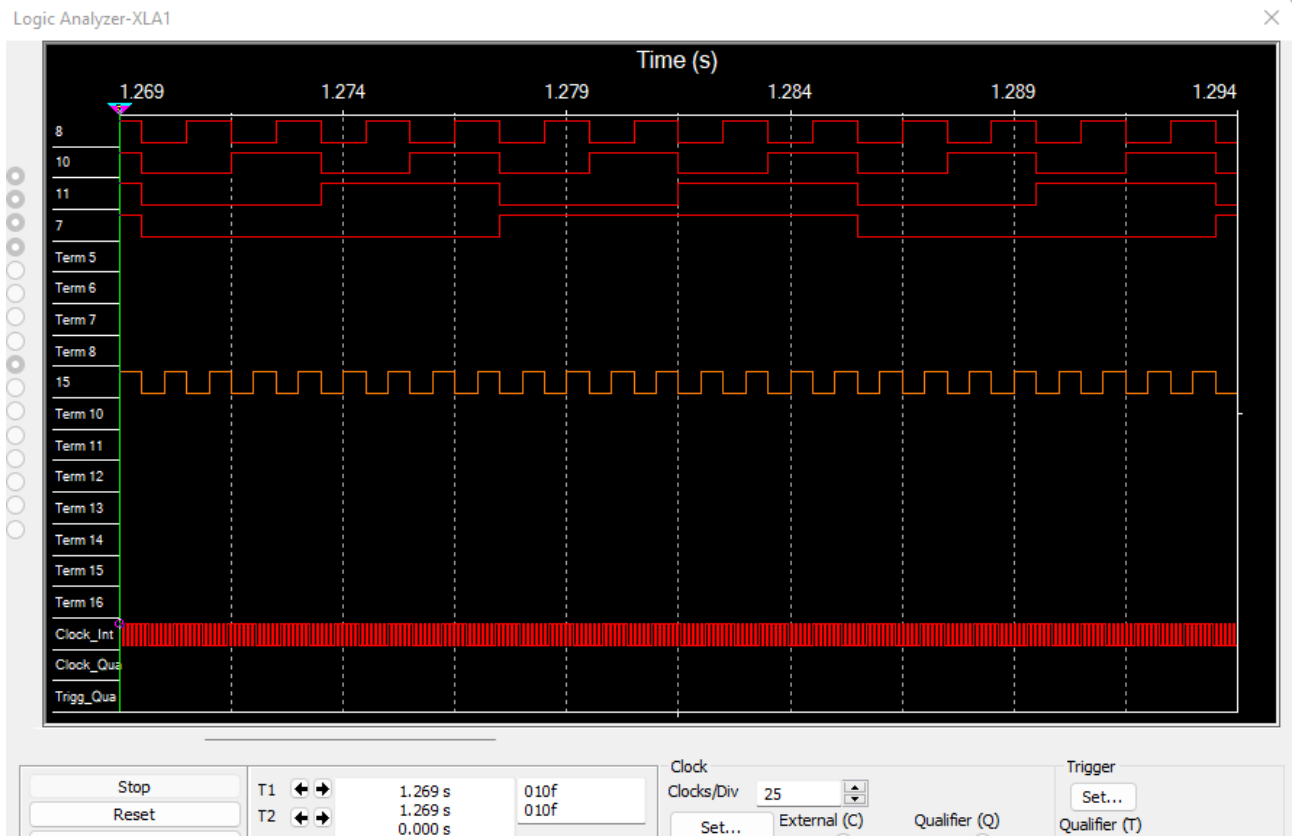 Logic Analyzer-XLA1
Time (s)
1.269 1.274 1.279 1.284 1.289 1.294
8
10
11
7
Term 5
Term 6
Term 7
Term 8
15
Term 10
Term 11
Term 12
Term 13
Term 14
Term 15
Term 16
Clock_Int
Clock_Qua
Trigg_Qua
Stop
Reset
T1 1.269 s 010f
T2 1.269 s 010f
0.000 s
Clock
Clocks/Div 25
Set...
External (C)
Qualifier (Q)
Trigger
Set...
Qualifier (T)